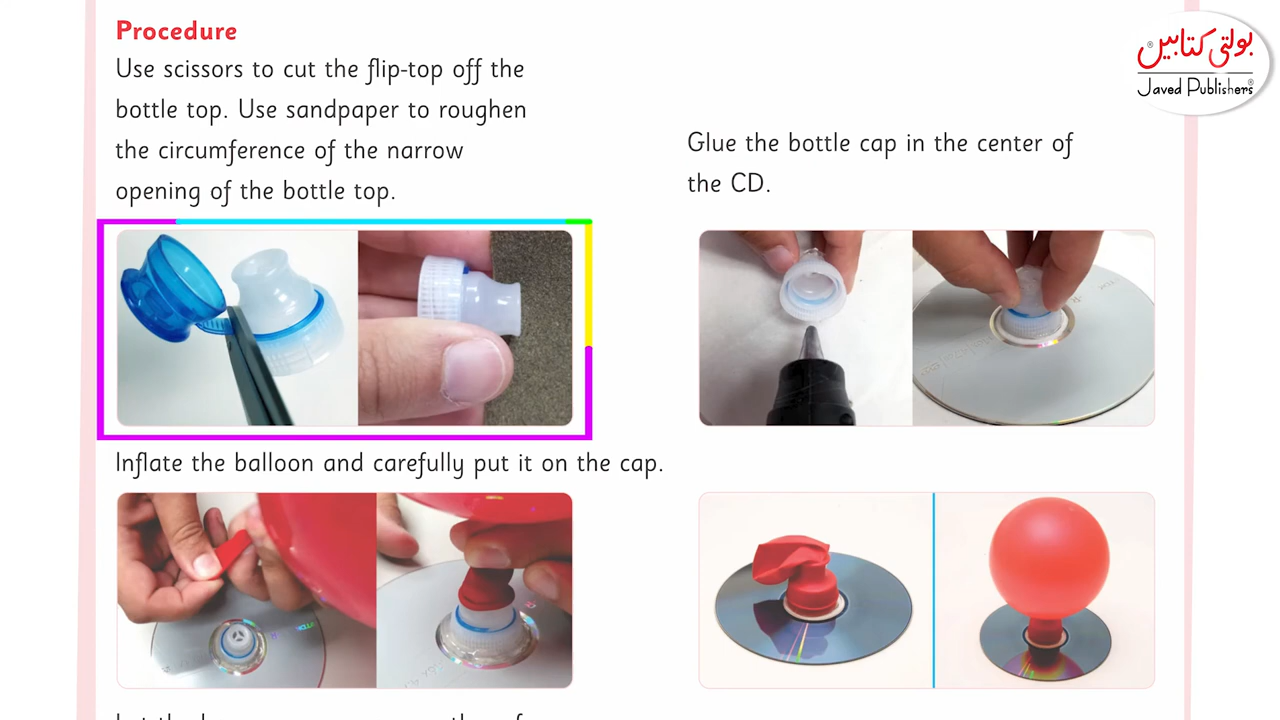 Procedure
Use scissors to cut the flip-top off the
bottle top. Use sandpaper to roughen
the circumference of the narrow
opening of the bottle top.
بولتی کتابیں
Javed Publishers
Glue the bottle cap in the center of
the CD.
Inflate the balloon and carefully put it on the cap.